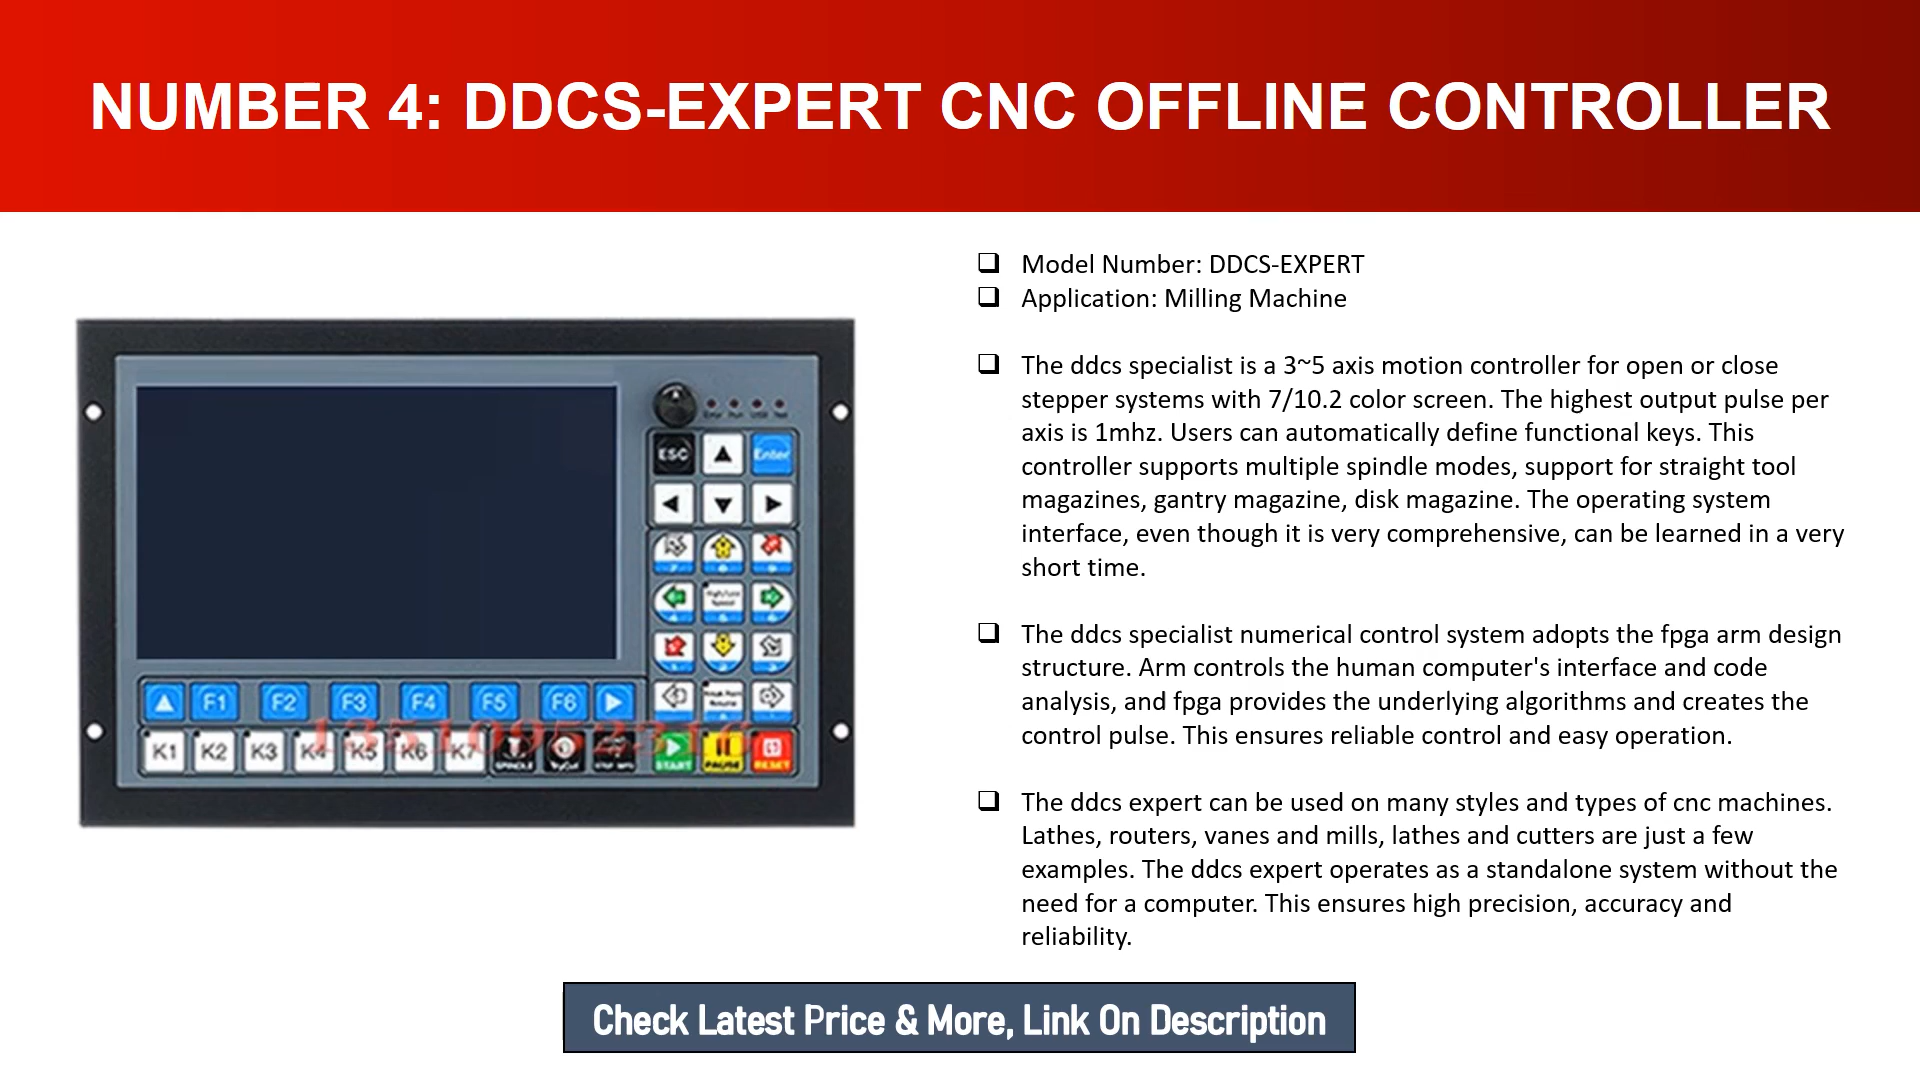 NUMBER 4: DDCS-EXPERT CNC OFFLINE CONTROLLER
Model Number: DDCS-EXPERT
Application: Milling Machine
The ddcs specialist is a 3~5 axis motion controller for open or close
stepper systems with 7/10.2 color screen. The highest output pulse per
axis is 1mhz. Users can automatically define functional keys. This
controller supports multiple spindle modes, support for straight tool
magazines, gantry magazine, disk magazine. The operating system
interface, even though it is very comprehensive, can be learned in a very
short time.
The ddcs specialist numerical control system adopts the fpga arm design
structure. Arm controls the human computer's interface and code
analysis, and fpga provides the underlying algorithms and creates the
control pulse. This ensures reliable control and easy operation.
The ddcs expert can be used on many styles and types of cnc machines.
Lathes, routers, vanes and mills, lathes and cutters are just a few
examples. The ddcs expert operates as a standalone system without the
need for a computer. This ensures high precision, accuracy and
reliability.
ESC Enter
F1 F2 F3 F4 F5 F6
K1 K2 K3 K4 K5 K6 K7 SPINDLE START PAUSE RESET
Check Latest Price & More, Link On Description